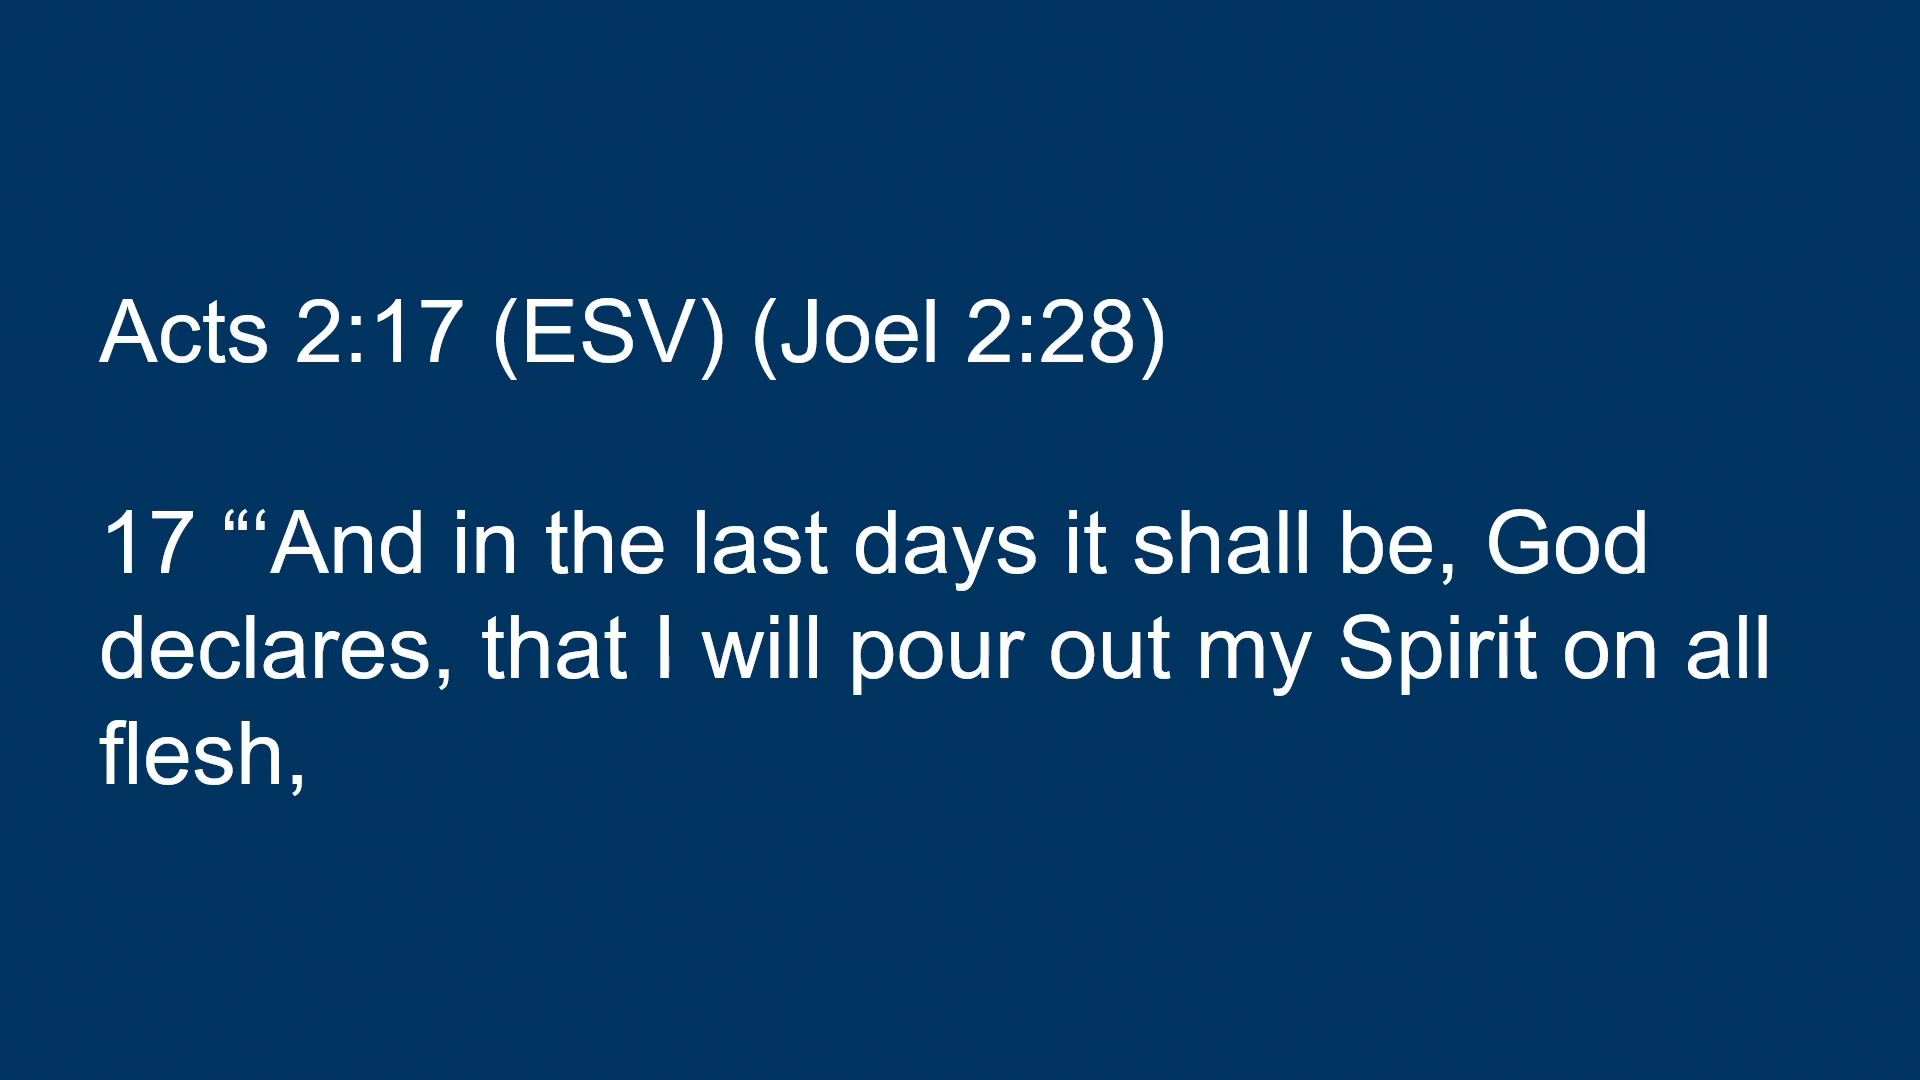 Acts 2:17 (ESV) (Joel 2:28)
17 “‘And in the last days it shall be, God
declares, that I will pour out my Spirit on all
flesh,